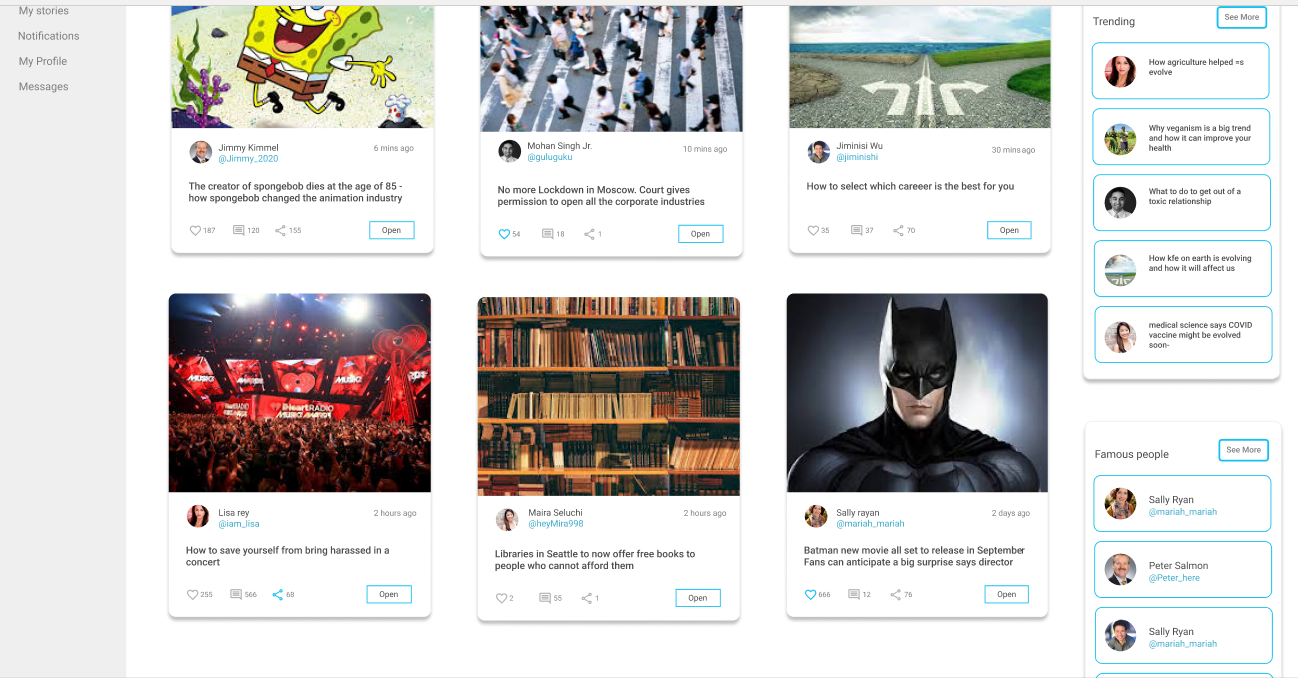 My stories
Notifications
My Profile
Messages
Jimmy Kimmel
@Jimmy_2020
6 mins ago
The creator of spongebob dies at the age of 85 -
how spongebob changed the animation industry
187
120
155
Open
Mohan Singh Jr.
@guluguku
10 mins ago
No more Lockdown in Moscow. Court gives
permission to open all the corporate industries
54
18
1
Open
Jiminisi Wu
@jiminishi
30 mins ago
How to select which careeer is the best for you
35
37
70
Open
MUSIC
iHeartRADIO
MUSIC AWARDS
MUSIC
Lisa rey
@iam_lisa
2 hours ago
How to save yourself from bring harassed in a
concert
255
566
68
Open
Maira Seluchi
@heyMira998
2 hours ago
Libraries in Seattle to now offer free books to
people who cannot afford them
2
55
1
Open
Sally rayan
@mariah_mariah
2 days ago
Batman new movie all set to release in September
Fans can anticipate a big surprise says director
666
12
76
Open
Trending
See More
How agriculture helped =s
evolve
Why veganism is a big trend
and how it can improve your
health
What to do to get out of a
toxic relationship
How kfe on earth is evolving
and how it will affect us
medical science says COVID
vaccine might be evolved
soon-
Famous people
See More
Sally Ryan
@mariah_mariah
Peter Salmon
@Peter_here
Sally Ryan
@mariah_mariah